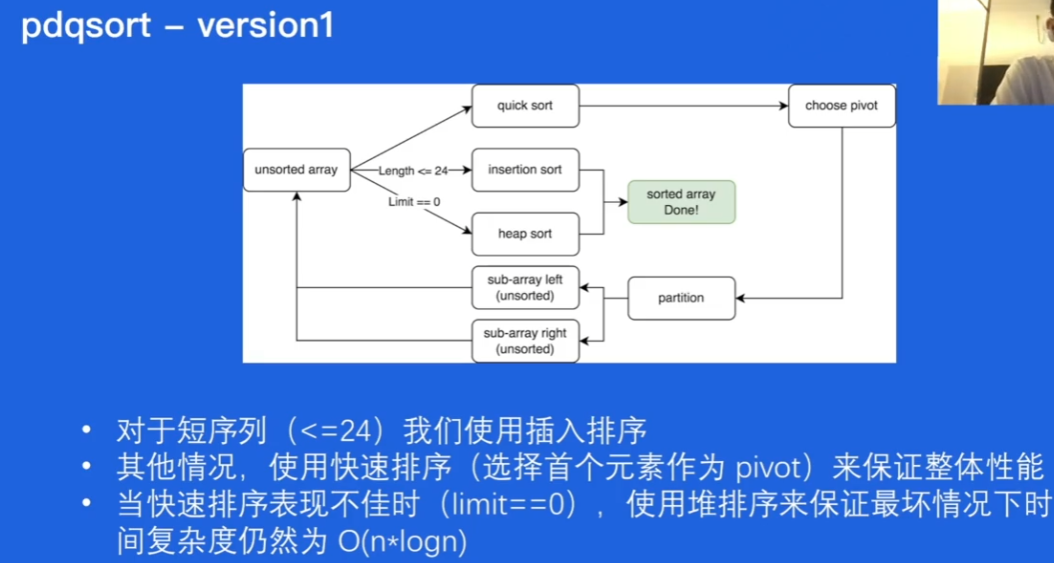 pdqsort – version1
quick sort
choose pivot
unsorted array
Length <= 24
insertion sort
sorted array
Done!
Limit == 0
heap sort
sub-array left
(unsorted)
partition
sub-array right
(unsorted)
• 对于短序列（<=24）我们使用插入排序
• 其他情况，使用快速排序（选择首个元素作为 pivot）来保证整体性能
• 当快速排序表现不佳时（limit==0），使用堆排序来保证最坏情况下时
间复杂度仍然为 O(n*logn)